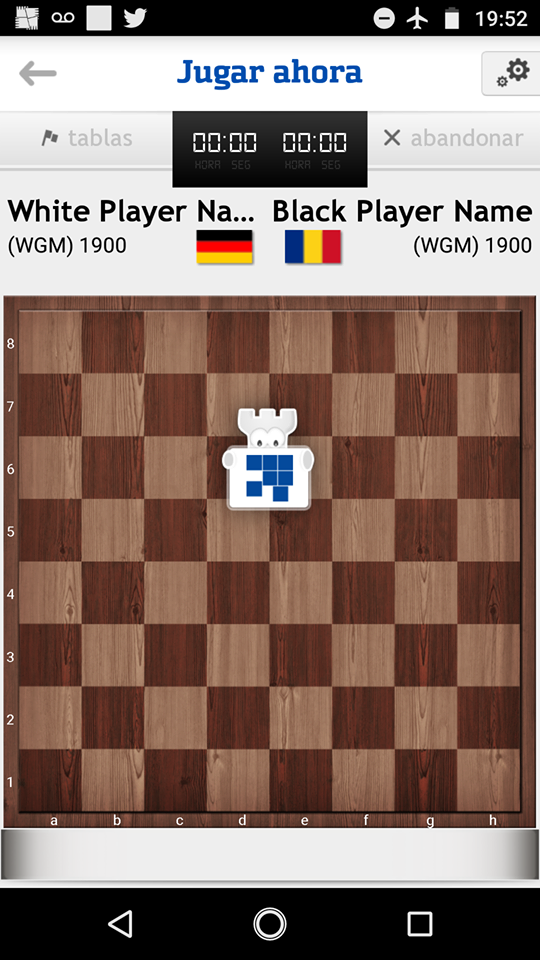 19:52
Jugar ahora
tablas
00:00 00:00
HORA SEG HORA SEG
abandonar
White Player Na... Black Player Name
(WGM) 1900 (WGM) 1900
8
7
6
5
4
3
2
1
a b c d e f g h